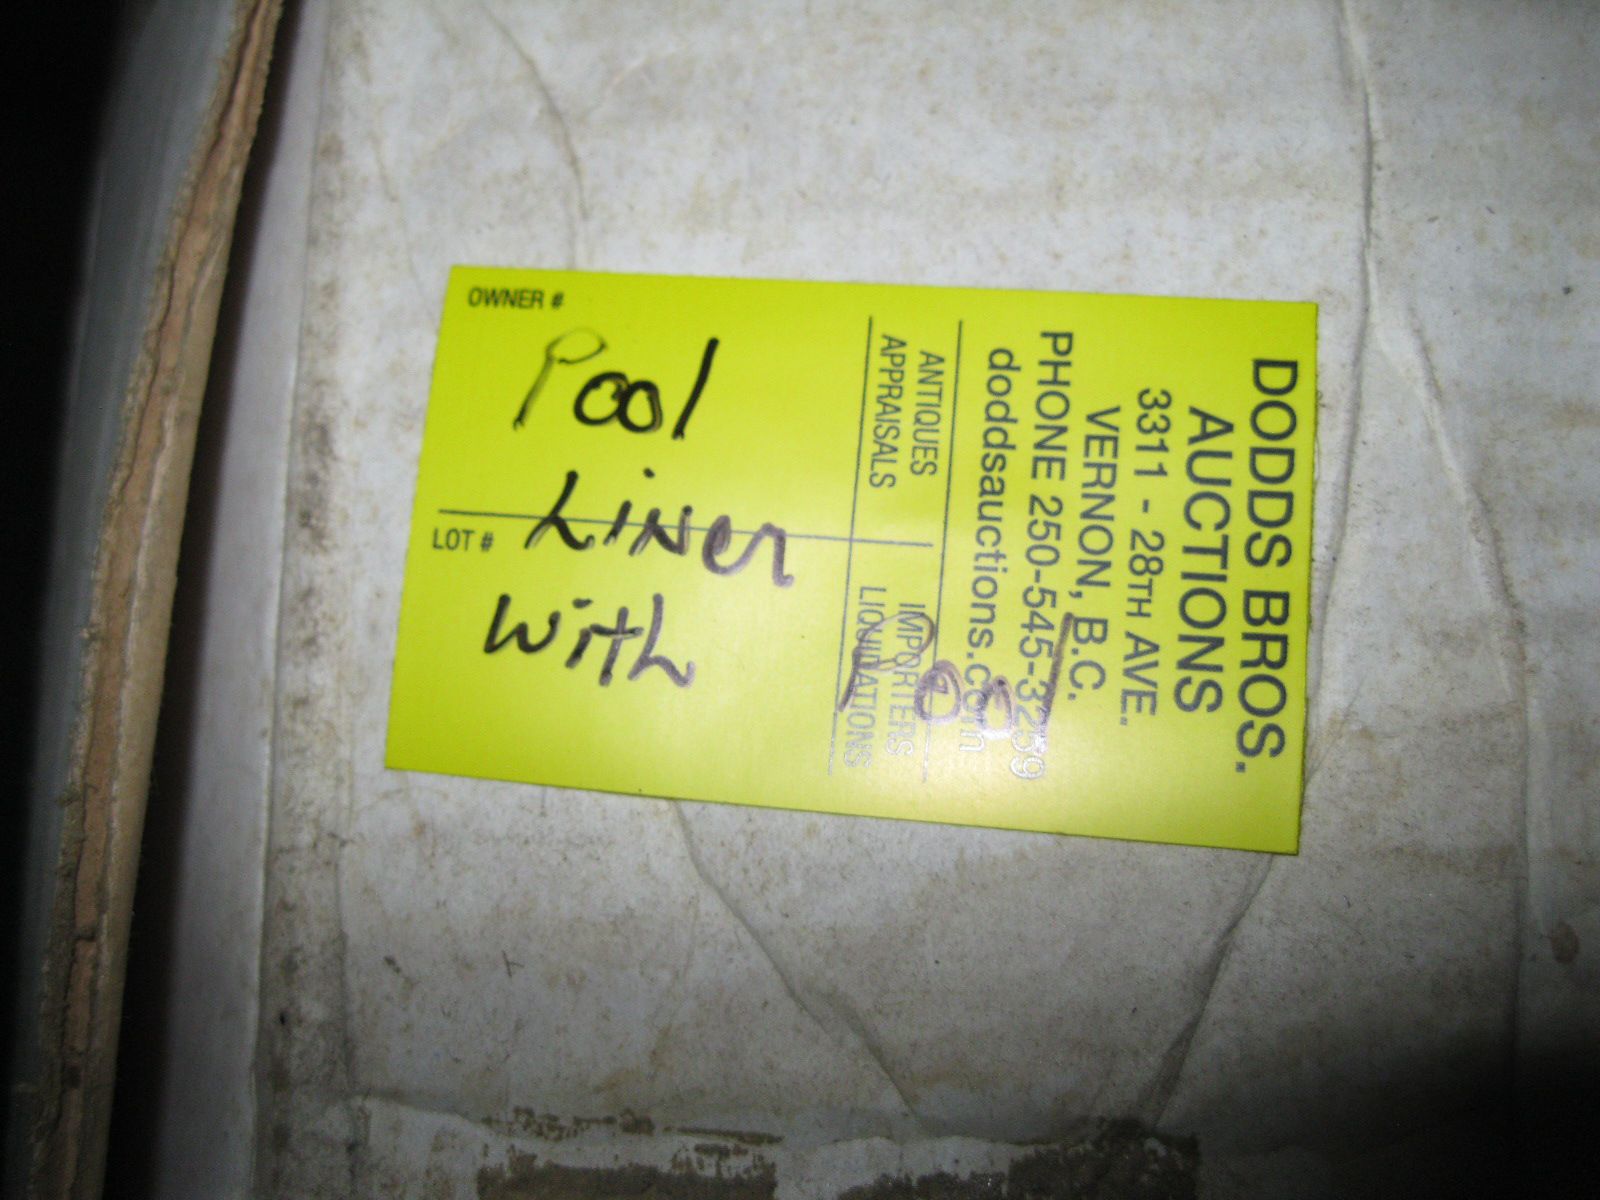 DODDS BROS.
AUCTIONS
3311 - 28TH AVE.
VERNON, B.C.
PHONE 250-545-3259
doddsauctions.com
ANTIQUES
APPRAISALS
IMPORTERS
LIQUIDATIONS
OWNER #
LOT #
Pool
Liner
with Pool